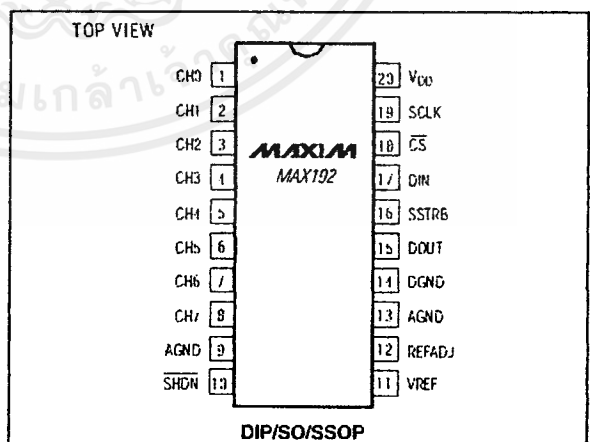 TOP VIEW
CH0 1
CH1 2
CH2 3
CH3 4
CH4 5
CH5 6
CH6 7
CH7 8
AGND 9
SHDN 10
MAXIM
MAX192
20 VDD
19 SCLK
18 CS
17 DIN
16 SSTRB
15 DOUT
14 DGND
13 AGND
12 REFADJ
11 VREF
DIP/SO/SSOP